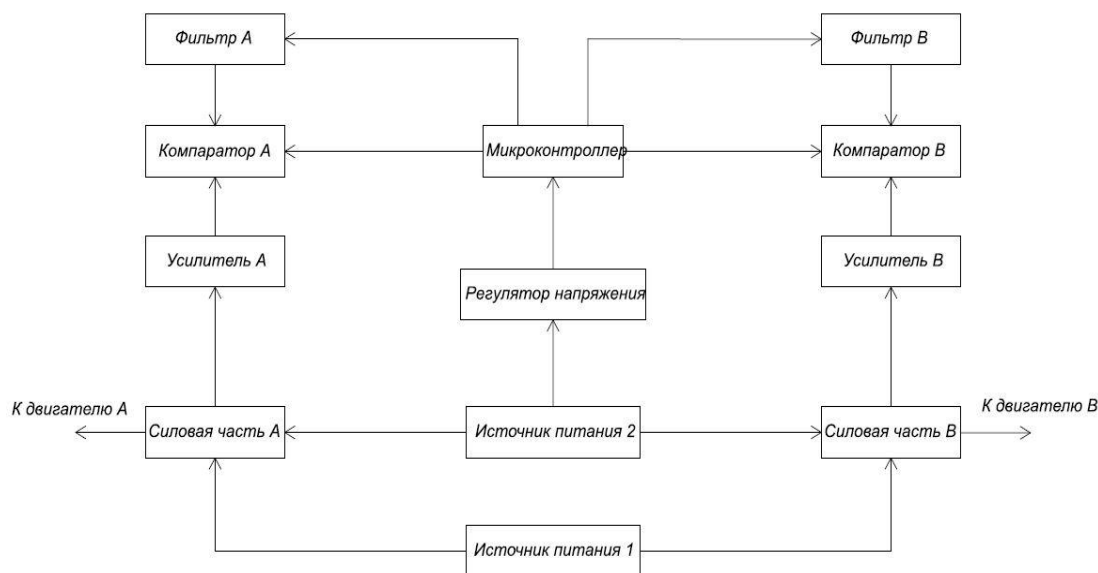 Фильтр А
Фильтр В
Компаратор А
Микроконтроллер
Компаратор В
Усилитель А
Усилитель В
Регулятор напряжения
К двигателю А
К двигателю В
Силовая часть А
Источник питания 2
Силовая часть В
Источник питания 1